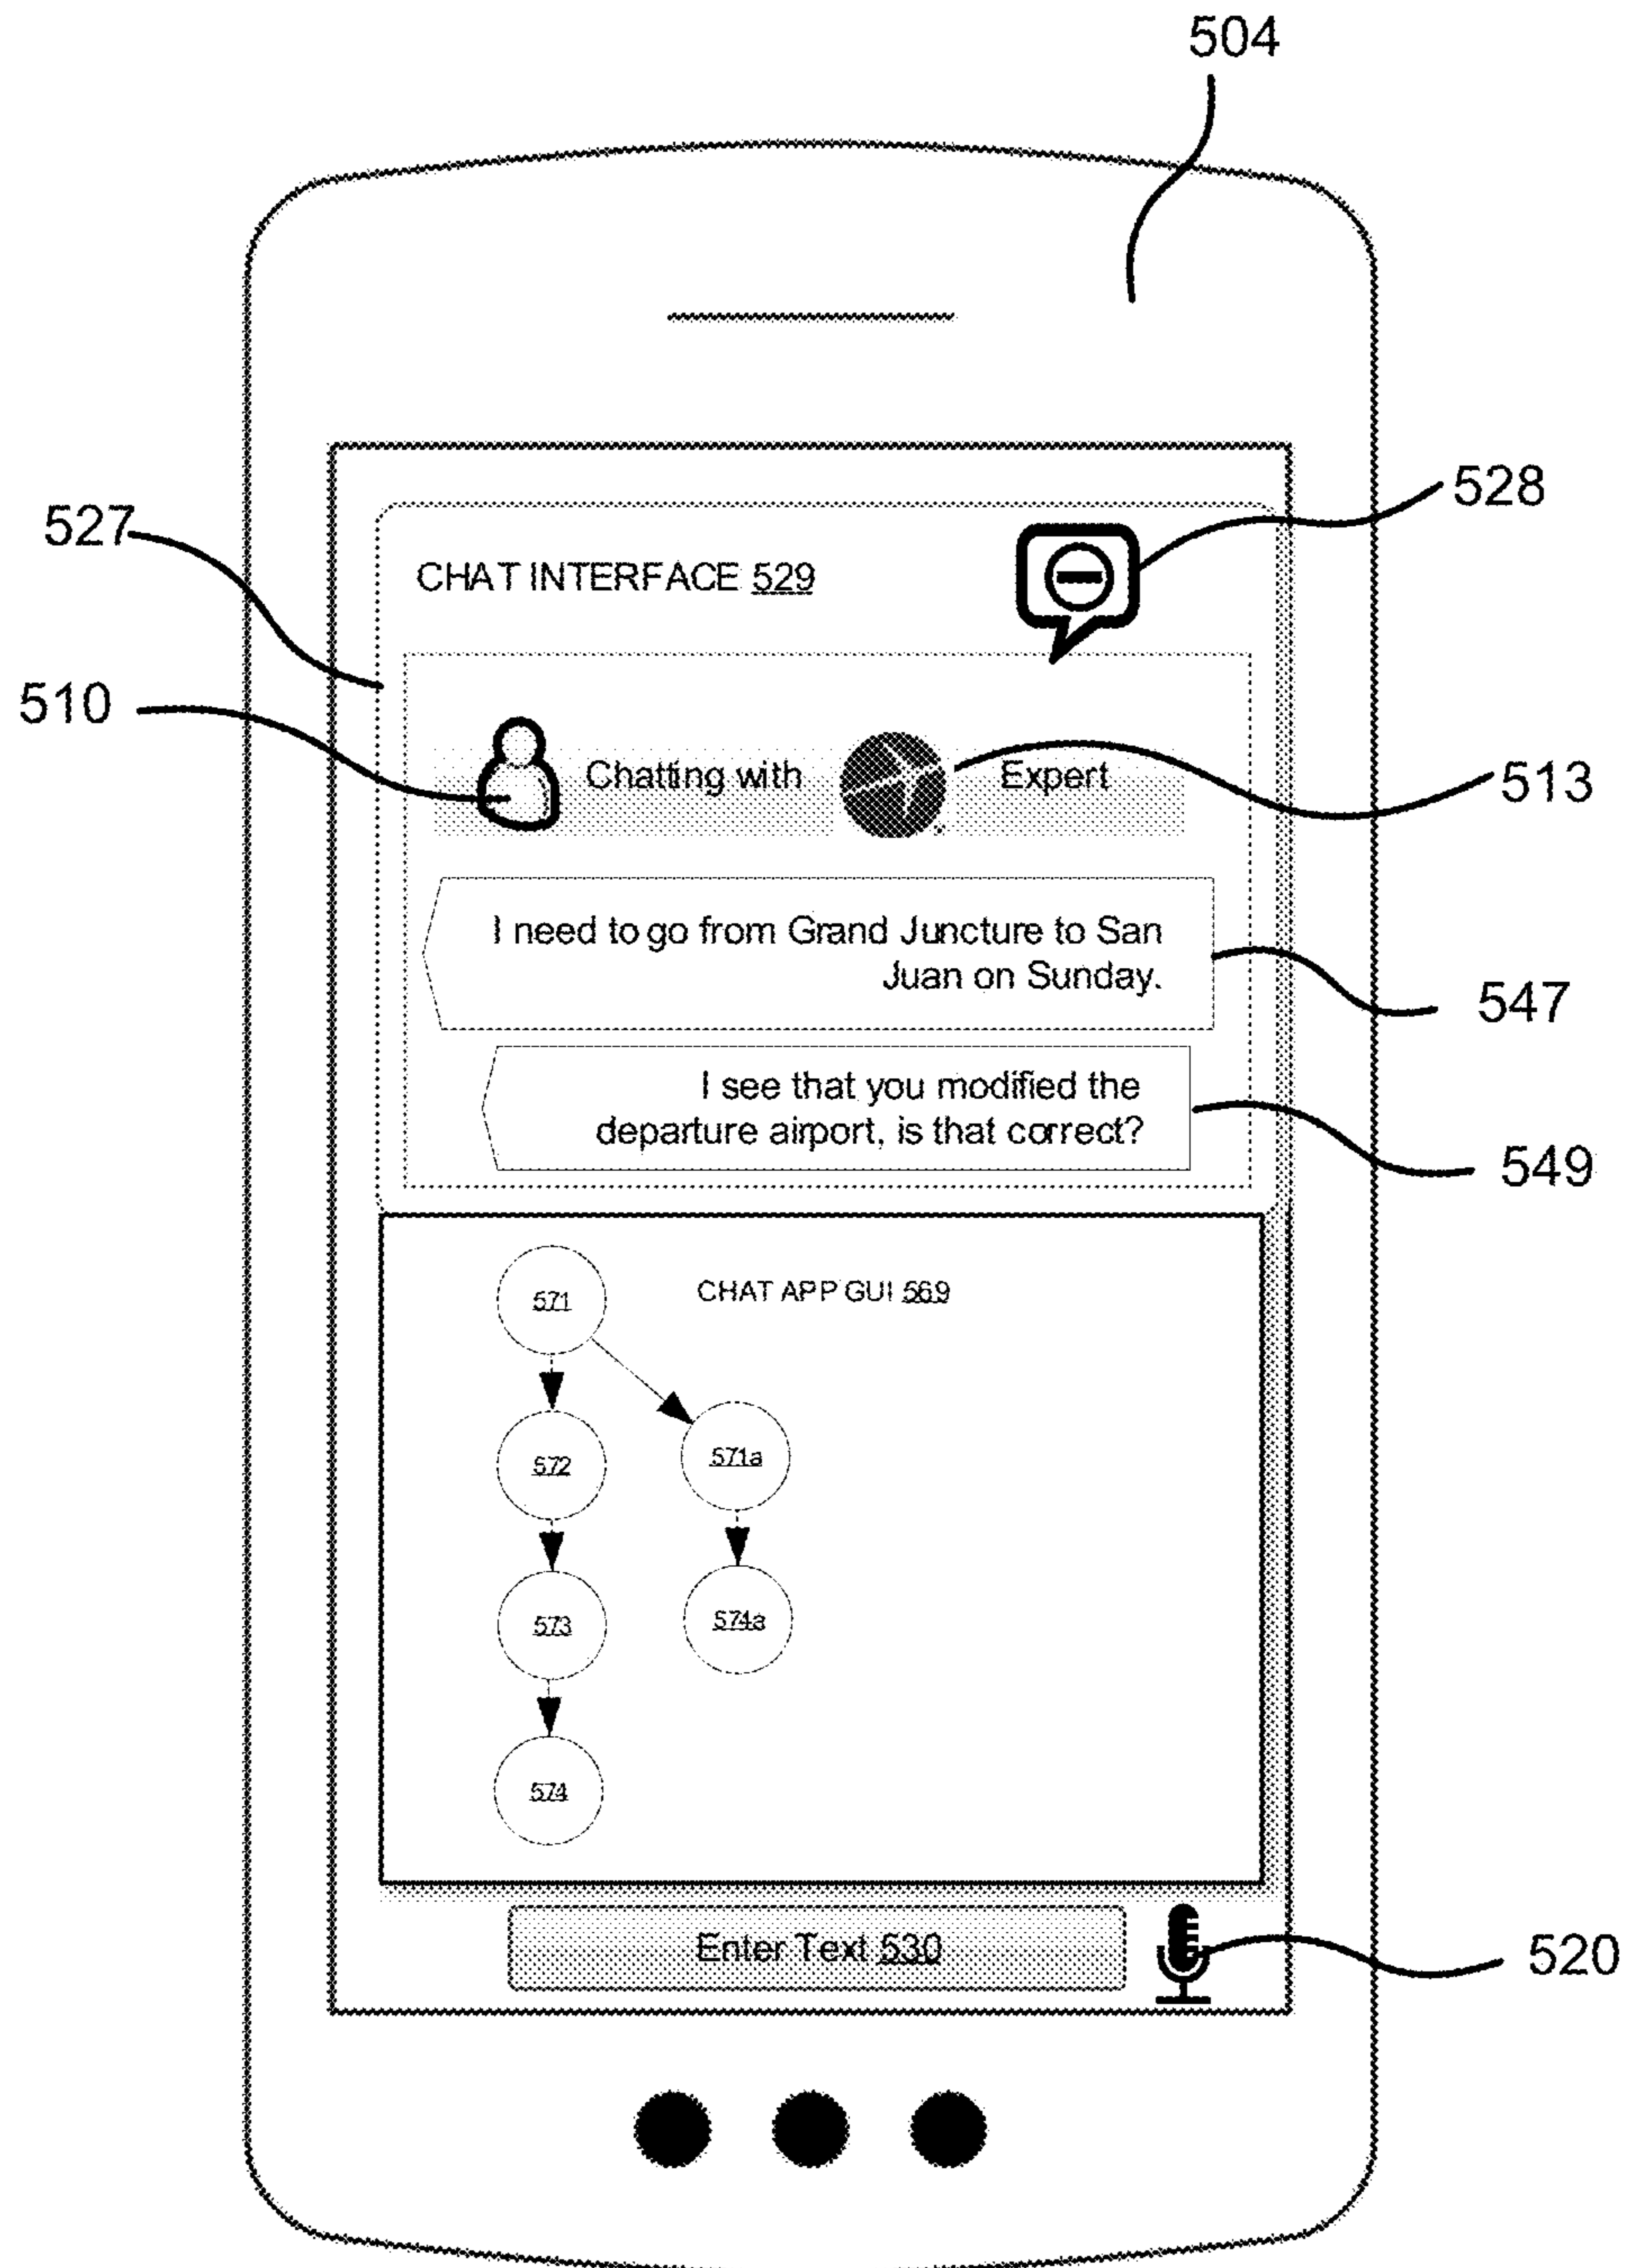 504
528
527
CHAT INTERFACE 529
510
Chatting with
Expert
513
I need to go from Grand Juncture to San
Juan on Sunday.
547
I see that you modified the
departure airport, is that correct?
549
571
CHAT APP GUI 569
572
571a
573
574a
574
Enter Text 530
520